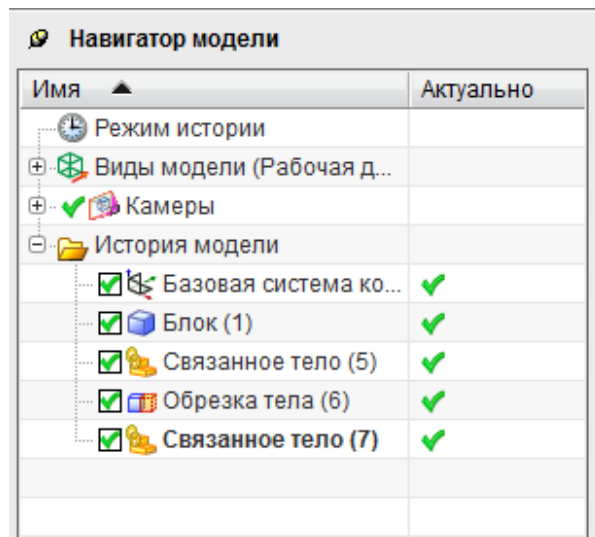 Навигатор модели
Имя Актуально
Режим истории
Виды модели (Рабочая д...
Камеры
История модели
Базовая система ко...
Блок (1)
Связанное тело (5)
Обрезка тела (6)
Связанное тело (7)